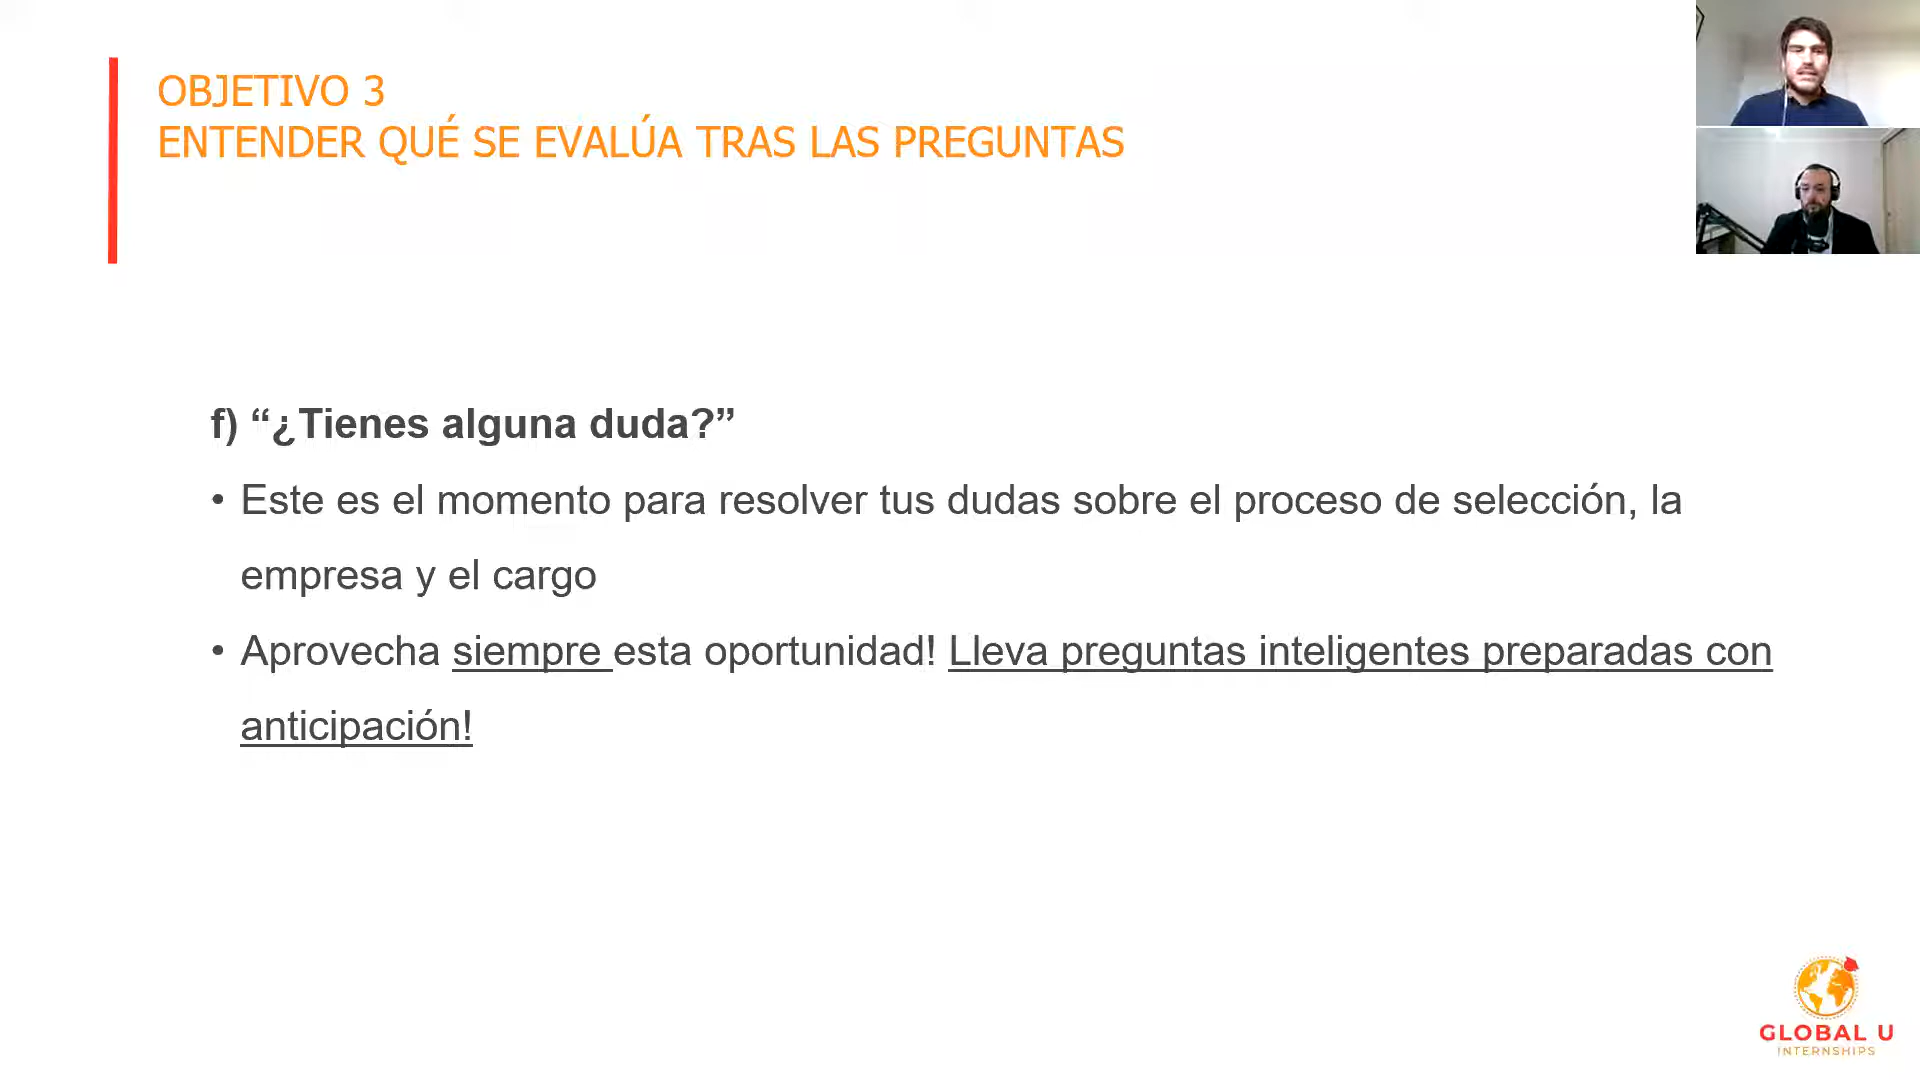 OBJETIVO 3
ENTENDER QUÉ SE EVALÚA TRAS LAS PREGUNTAS
f) “¿Tienes alguna duda?”
• Este es el momento para resolver tus dudas sobre el proceso de selección, la
empresa y el cargo
• Aprovecha siempre esta oportunidad! Lleva preguntas inteligentes preparadas con
anticipación!
GLOBAL U
INTERNSHIPS